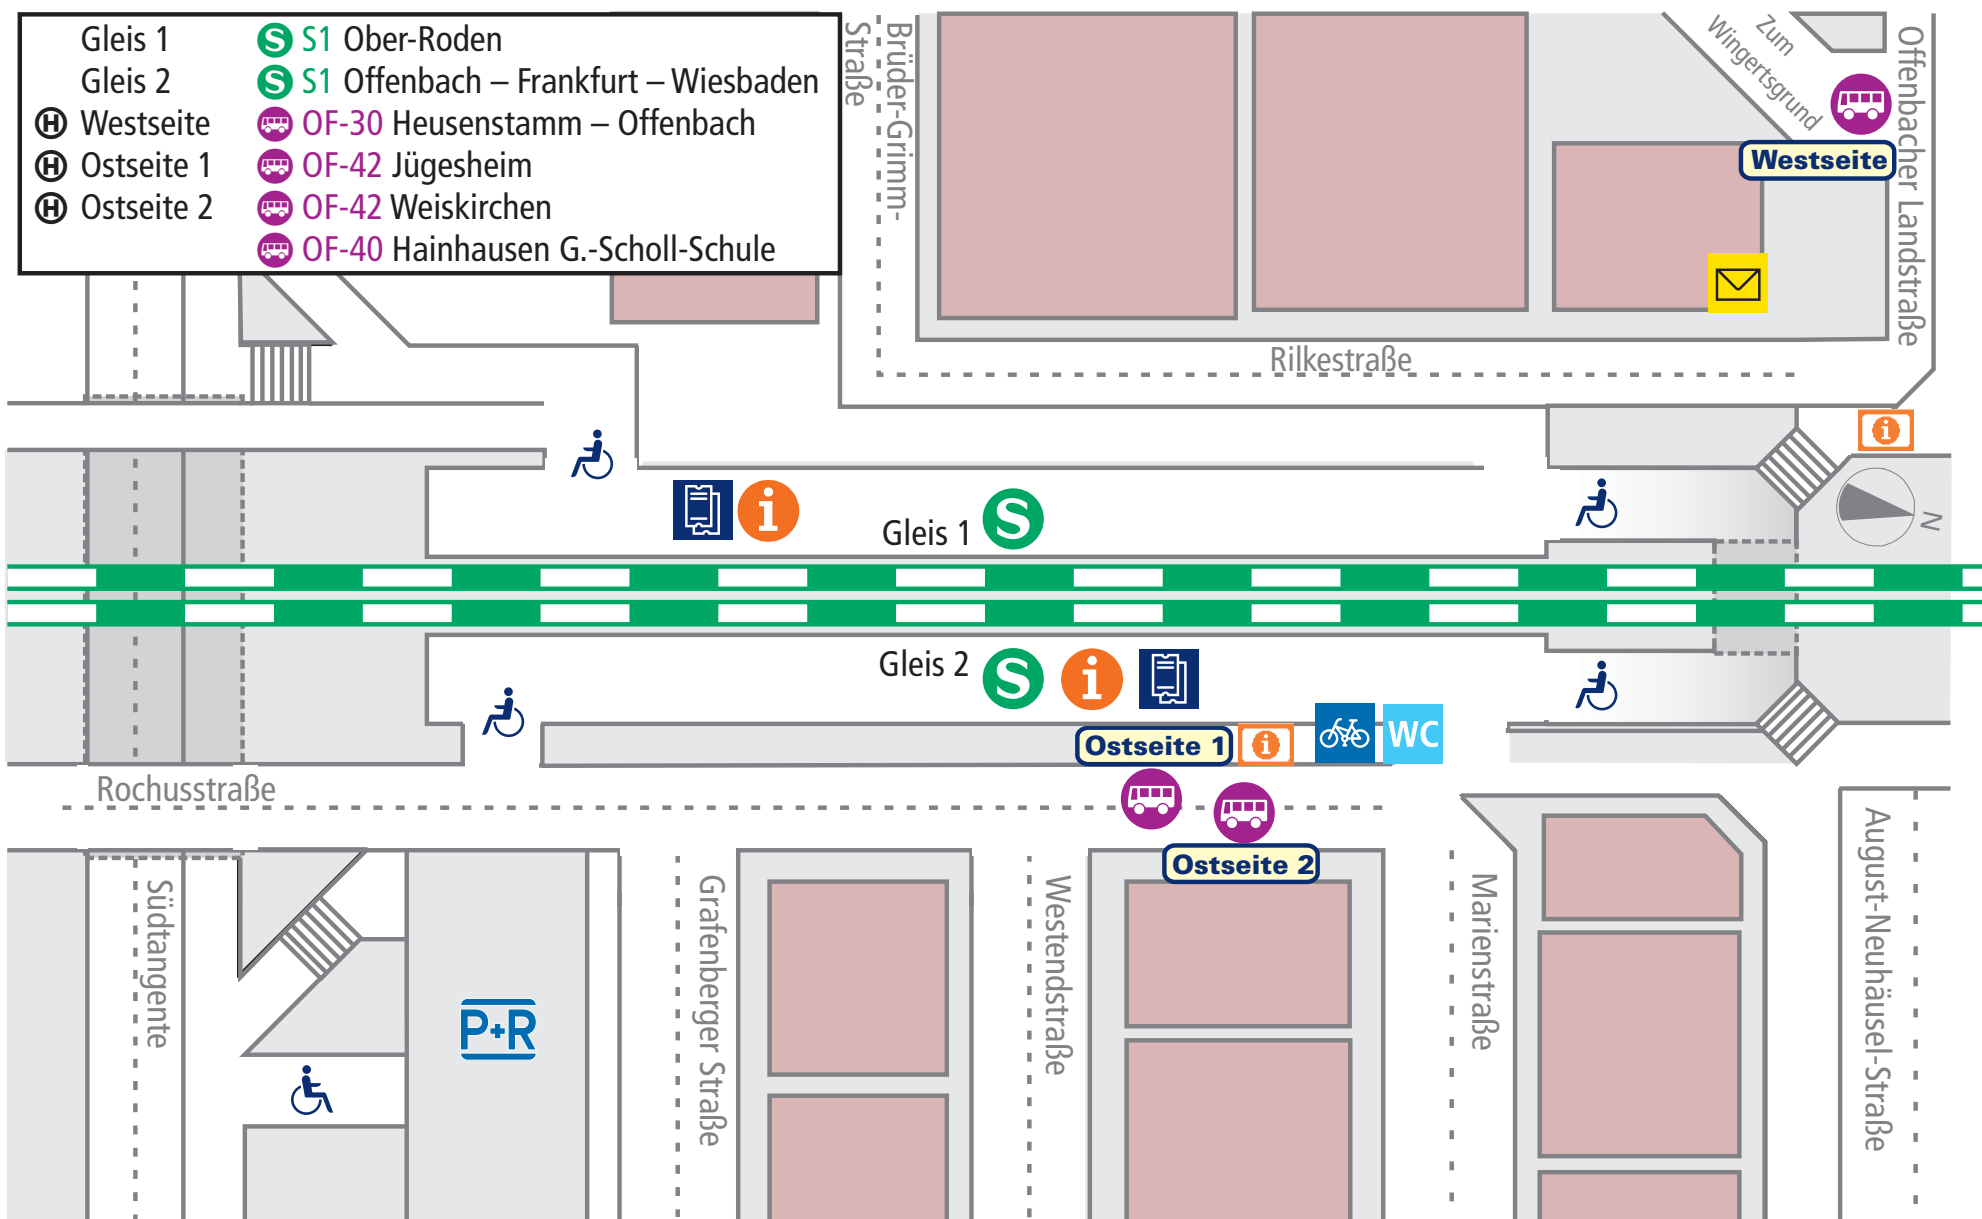 Gleis 1 S S1 Ober-Roden
Gleis 2 S S1 Offenbach – Frankfurt – Wiesbaden
H Westseite OF-30 Heusenstamm – Offenbach
H Ostseite 1 OF-42 Jügesheim
H Ostseite 2 OF-42 Weiskirchen
OF-40 Hainhausen G.-Scholl-Schule
Brüder-Grimm-
Straße
Zum
Wingertsgrund
Offenbacher Landstraße
Westseite
Rilkestraße
i
i
Gleis 1 S
N
Gleis 2 S i
Ostseite 1 i
WC
Rochusstraße
Ostseite 2
Südtangente
P+R
Grafenberger Straße
Westendstraße
Marienstraße
August-Neuhäusel-Straße